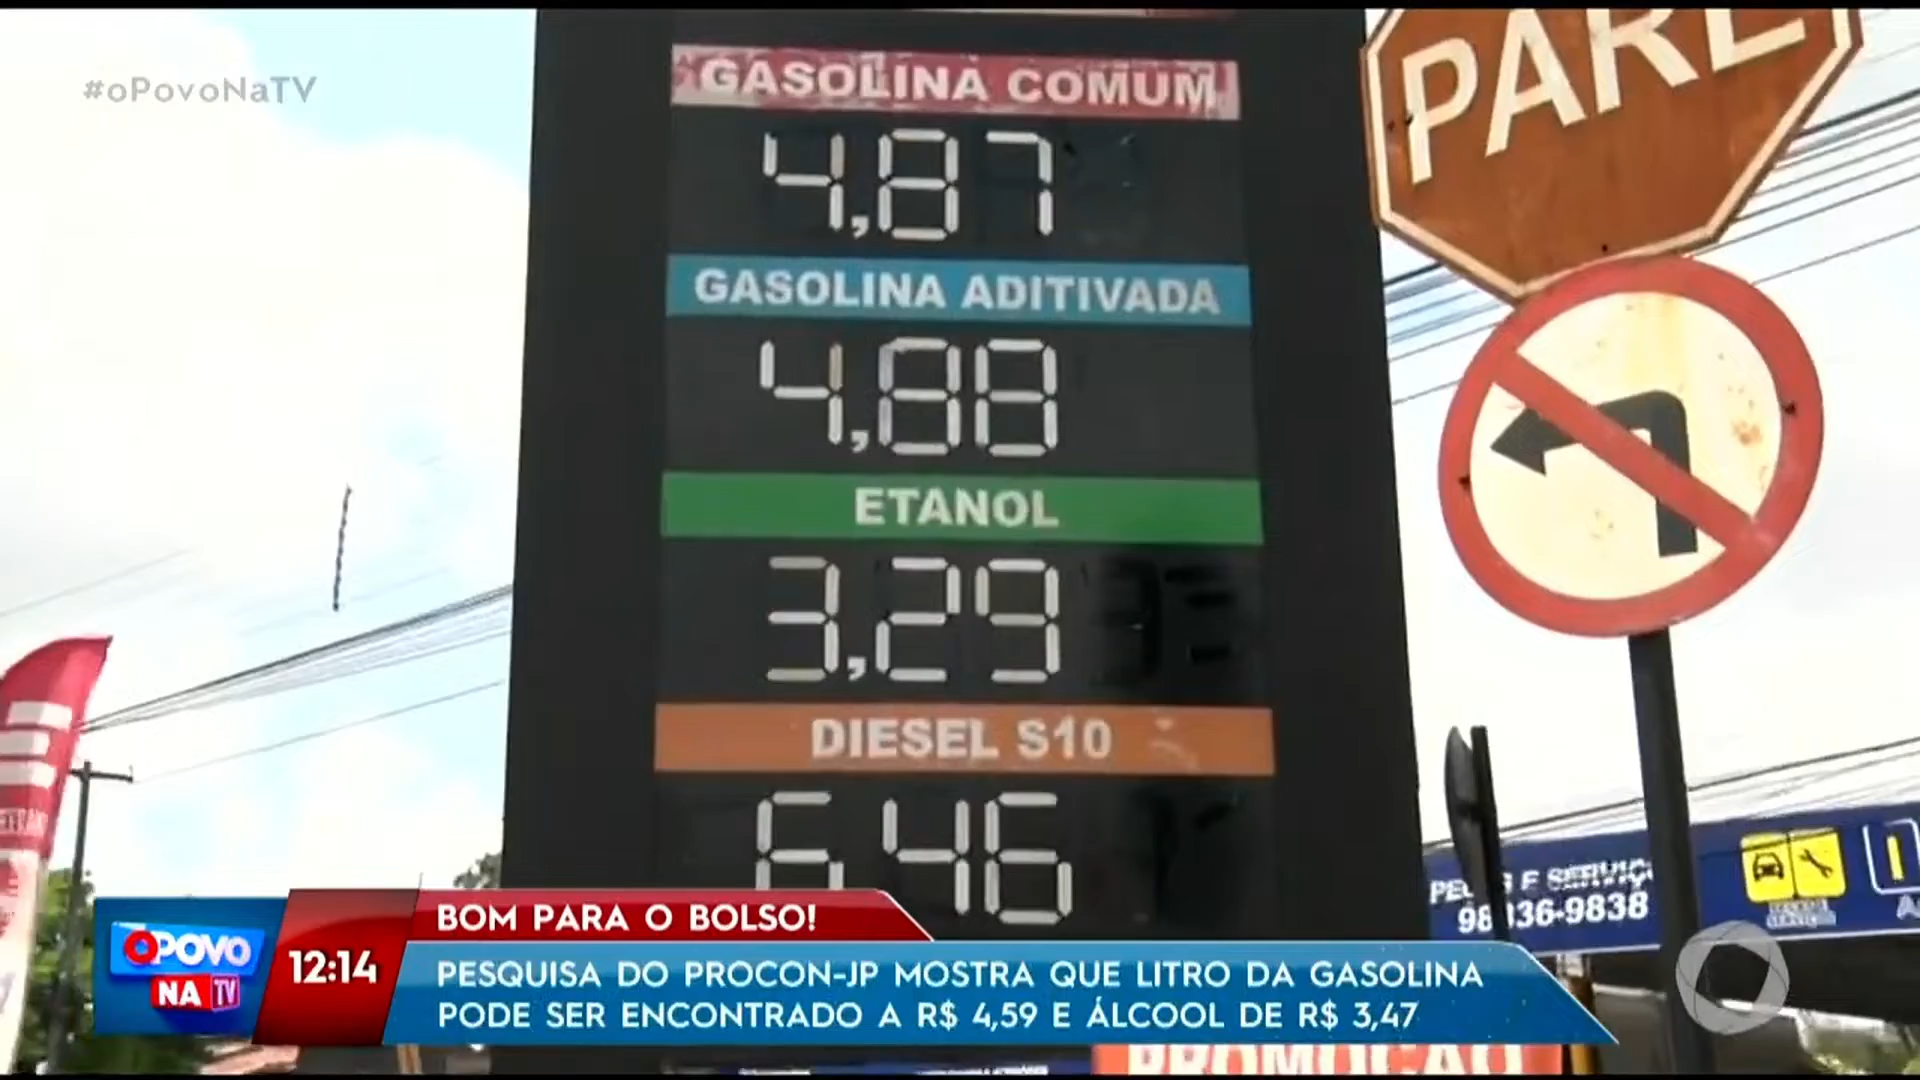 #oPovoNaTV
GASOLINA COMUM
4,87
GASOLINA ADITIVADA
4,88
ETANOL
3,29
DIESEL S10
6,46
PARE
98036-9838
BOM PARA O BOLSO!
O POVO
NA TV
12:14
PESQUISA DO PROCON-JP MOSTRA QUE LITRO DA GASOLINA
PODE SER ENCONTRADO A R$ 4,59 E ÁLCOOL DE R$ 3,47
PROMOÇÃO